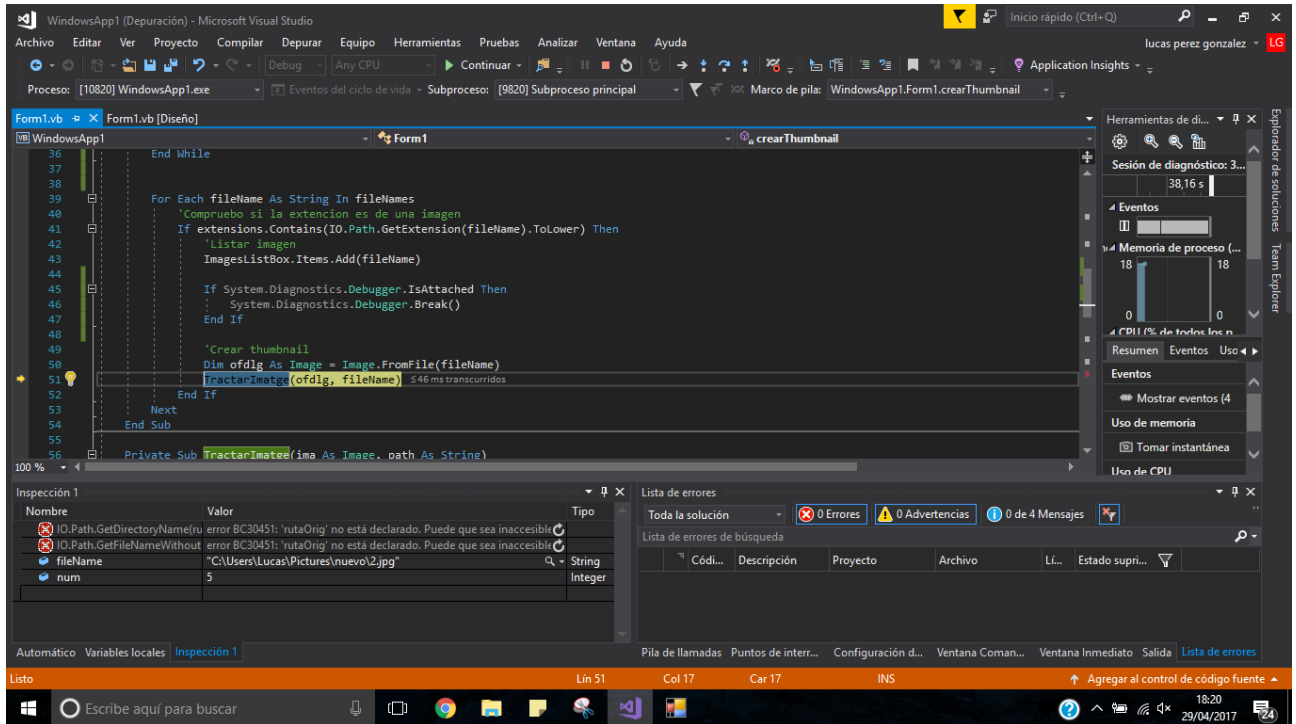 WindowsApp1 (Depuración) - Microsoft Visual Studio
Inicio rápido (Ctrl+Q)
Archivo Editar Ver Proyecto Compilar Depurar Equipo Herramientas Pruebas Analizar Ventana Ayuda
lucas perez gonzalez LG
Debug Any CPU Continuar Application Insights
Proceso: [10820] WindowsApp1.exe Eventos del ciclo de vida Subproceso: [9820] Subproceso principal Marco de pila: WindowsApp1.Form1.crearThumbnail
Form1.vb Form1.vb [Diseño]
VB WindowsApp1 Form1 crearThumbnail
36 End While
37
38
39 For Each fileName As String In fileNames
40 'Compruebo si la extencion es de una imagen
41 If extensions.Contains(IO.Path.GetExtension(fileName).ToLower) Then
42 'Listar imagen
43 ImagesListBox.Items.Add(fileName)
44
45 If System.Diagnostics.Debugger.IsAttached Then
46 System.Diagnostics.Debugger.Break()
47 End If
48
49 'Crear thumbnail
50 Dim ofdlg As Image = Image.FromFile(fileName)
51 TractarImatge(ofdlg, fileName) ≤46 ms transcurridos
52 End If
53 Next
54 End Sub
55
56 Private Sub TractarImatge(ima As Image, path As String)
100 %
Herramientas de di...
Sesión de diagnóstico: 3...
38,16 s
Eventos
Memoria de proceso (...
18 18
0 0
CPU (% de todos los p
Resumen Eventos Uso
Eventos
Mostrar eventos (4
Uso de memoria
Tomar instantánea
Uso de CPU
Explorador de soluciones
Team Explorer
Inspección 1
Nombre Valor Tipo
IO.Path.GetDirectoryName(ru error BC30451: 'rutaOrig' no está declarado. Puede que sea inaccesible
IO.Path.GetFileNameWithout error BC30451: 'rutaOrig' no está declarado. Puede que sea inaccesible
fileName "C:\Users\Lucas\Pictures\nuevo\2.jpg" String
num 5 Integer
Automático Variables locales Inspección 1
Lista de errores
Toda la solución 0 Errores 0 Advertencias 0 de 4 Mensajes
Lista de errores de búsqueda
Códi... Descripción Proyecto Archivo Lí... Estado supri...
Pila de llamadas Puntos de interr... Configuración d... Ventana Coman... Ventana Inmediato Salida Lista de errores
Listo Lín 51 Col 17 Car 17 INS Agregar al control de código fuente
Escribe aquí para buscar
18:20
29/04/2017
24